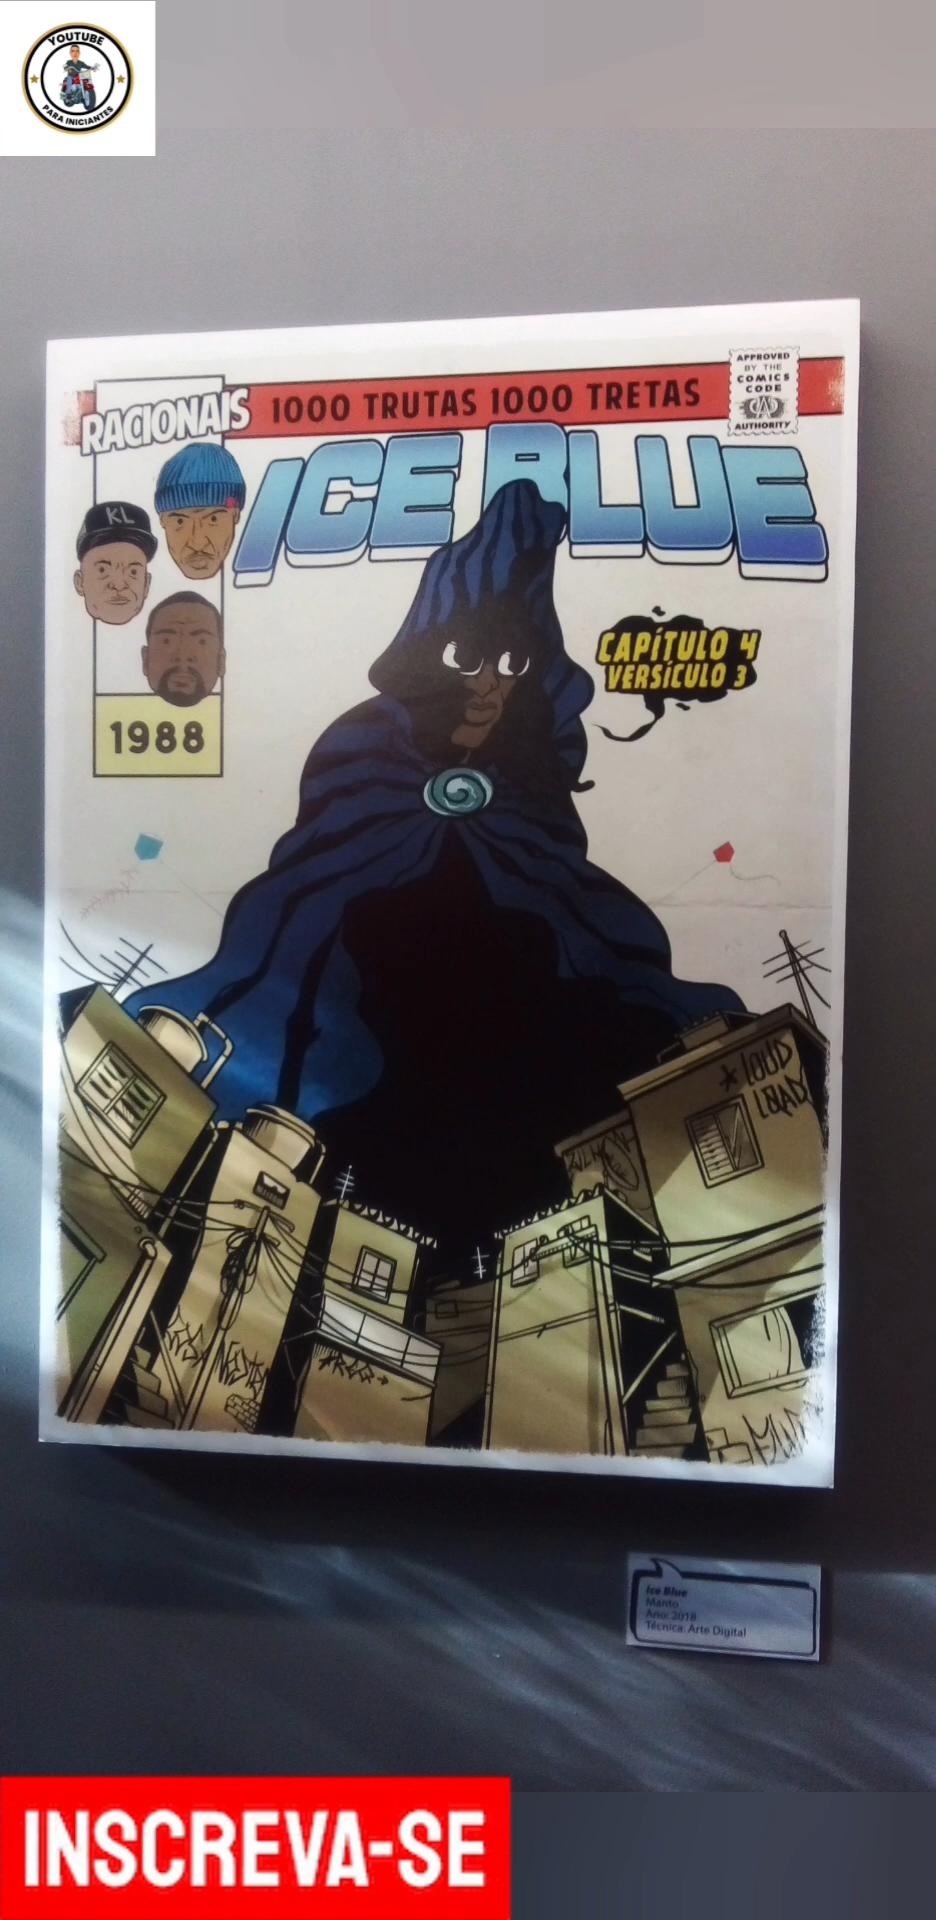 YOUTUBE
PARA INICIANTES
RACIONAIS
1000 TRUTAS 1000 TRETAS
APPROVED
BY THE
COMICS
CODE
AUTHORITY
ICE BLUE
KL
CAPÍTULO 4
VERSÍCULO 3
1988
LOUD
Ice Blue
Manto
Ano: 2018
Técnica: Arte Digital
INSCREVA-SE